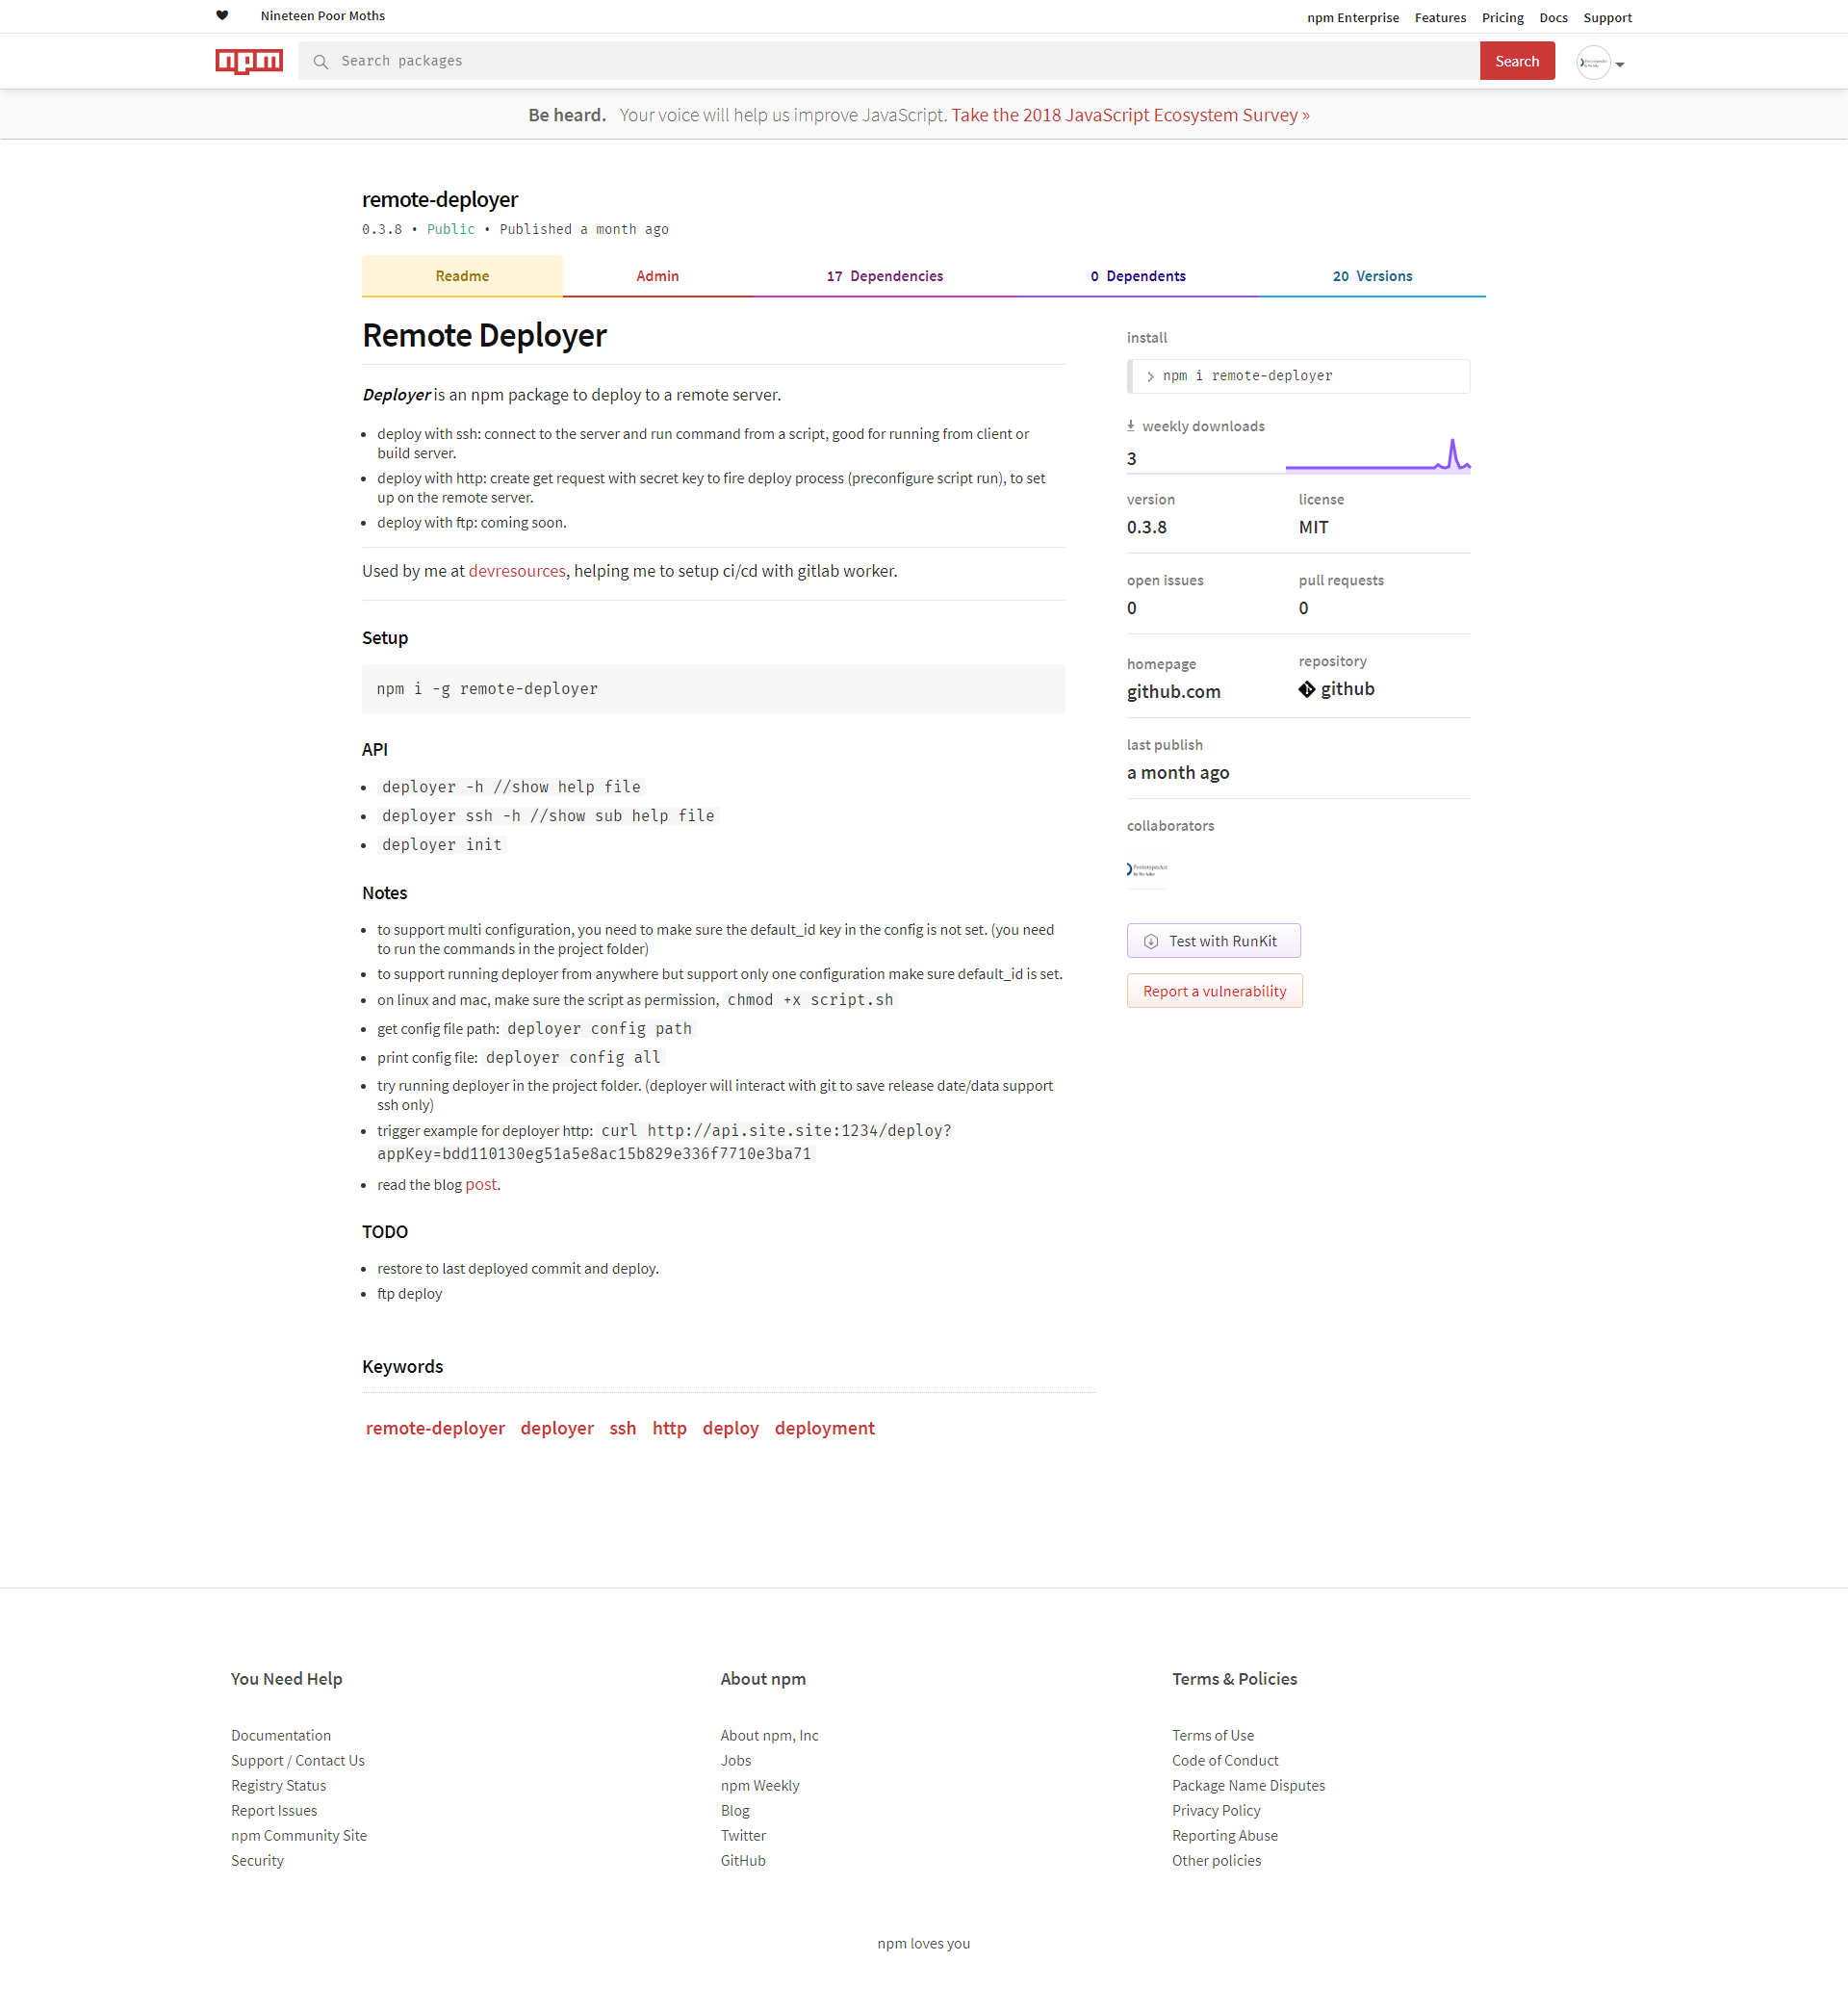 ❤ Nineteen Poor Moths
npm Enterprise Features Pricing Docs Support
npm
Search packages
Search
Be heard. Your voice will help us improve JavaScript. Take the 2018 JavaScript Ecosystem Survey »
remote-deployer
0.3.8 • Public • Published a month ago
Readme
Admin
17 Dependencies
0 Dependents
20 Versions
Remote Deployer
Deployer is an npm package to deploy to a remote server.
• deploy with ssh: connect to the server and run command from a script, good for running from client or
build server.
• deploy with http: create get request with secret key to fire deploy process (preconfigure script run), to set
up on the remote server.
• deploy with ftp: coming soon.
Used by me at devresources, helping me to setup ci/cd with gitlab worker.
Setup
npm i -g remote-deployer
API
• deployer -h //show help file
• deployer ssh -h //show sub help file
• deployer init
Notes
• to support multi configuration, you need to make sure the default_id key in the config is not set. (you need
to run the commands in the project folder)
• to support running deployer from anywhere but support only one configuration make sure default_id is set.
• on linux and mac, make sure the script as permission, chmod +x script.sh
• get config file path: deployer config path
• print config file: deployer config all
• try running deployer in the project folder. (deployer will interact with git to save release date/data support
ssh only)
• trigger example for deployer http: curl http://api.site.site:1234/deploy?
appKey=bdd110130eg51a5e8ac15b829e336f7710e3ba71
• read the blog post.
TODO
• restore to last deployed commit and deploy.
• ftp deploy
Keywords
remote-deployer deployer ssh http deploy deployment
install
npm i remote-deployer
weekly downloads
3
version
0.3.8
license
MIT
open issues
0
pull requests
0
homepage
github.com
repository
github
last publish
a month ago
collaborators
Test with RunKit
Report a vulnerability
You Need Help
Documentation
Support / Contact Us
Registry Status
Report Issues
npm Community Site
Security
About npm
About npm, Inc
Jobs
npm Weekly
Blog
Twitter
GitHub
Terms & Policies
Terms of Use
Code of Conduct
Package Name Disputes
Privacy Policy
Reporting Abuse
Other policies
npm loves you